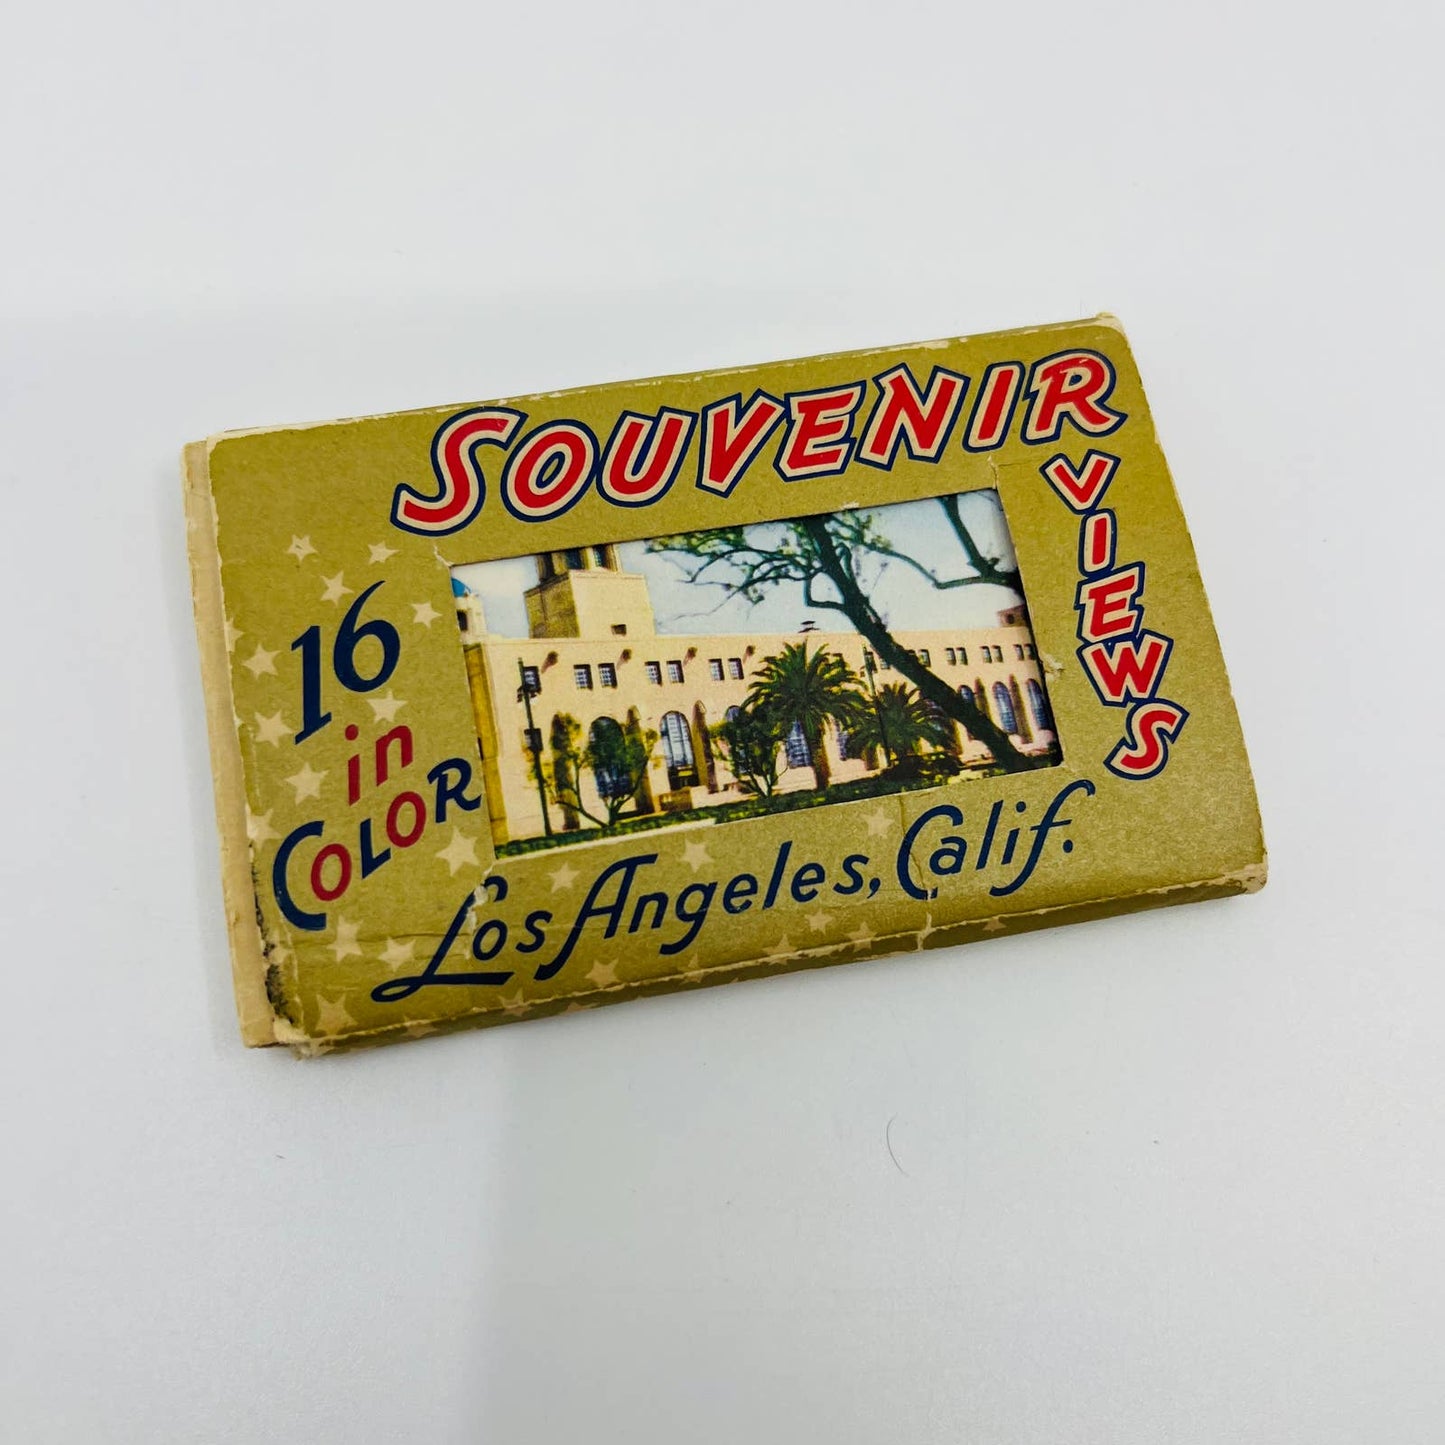 SOUVENIR
VIEWS
16
in
COLOR
Los Angeles, Calif.